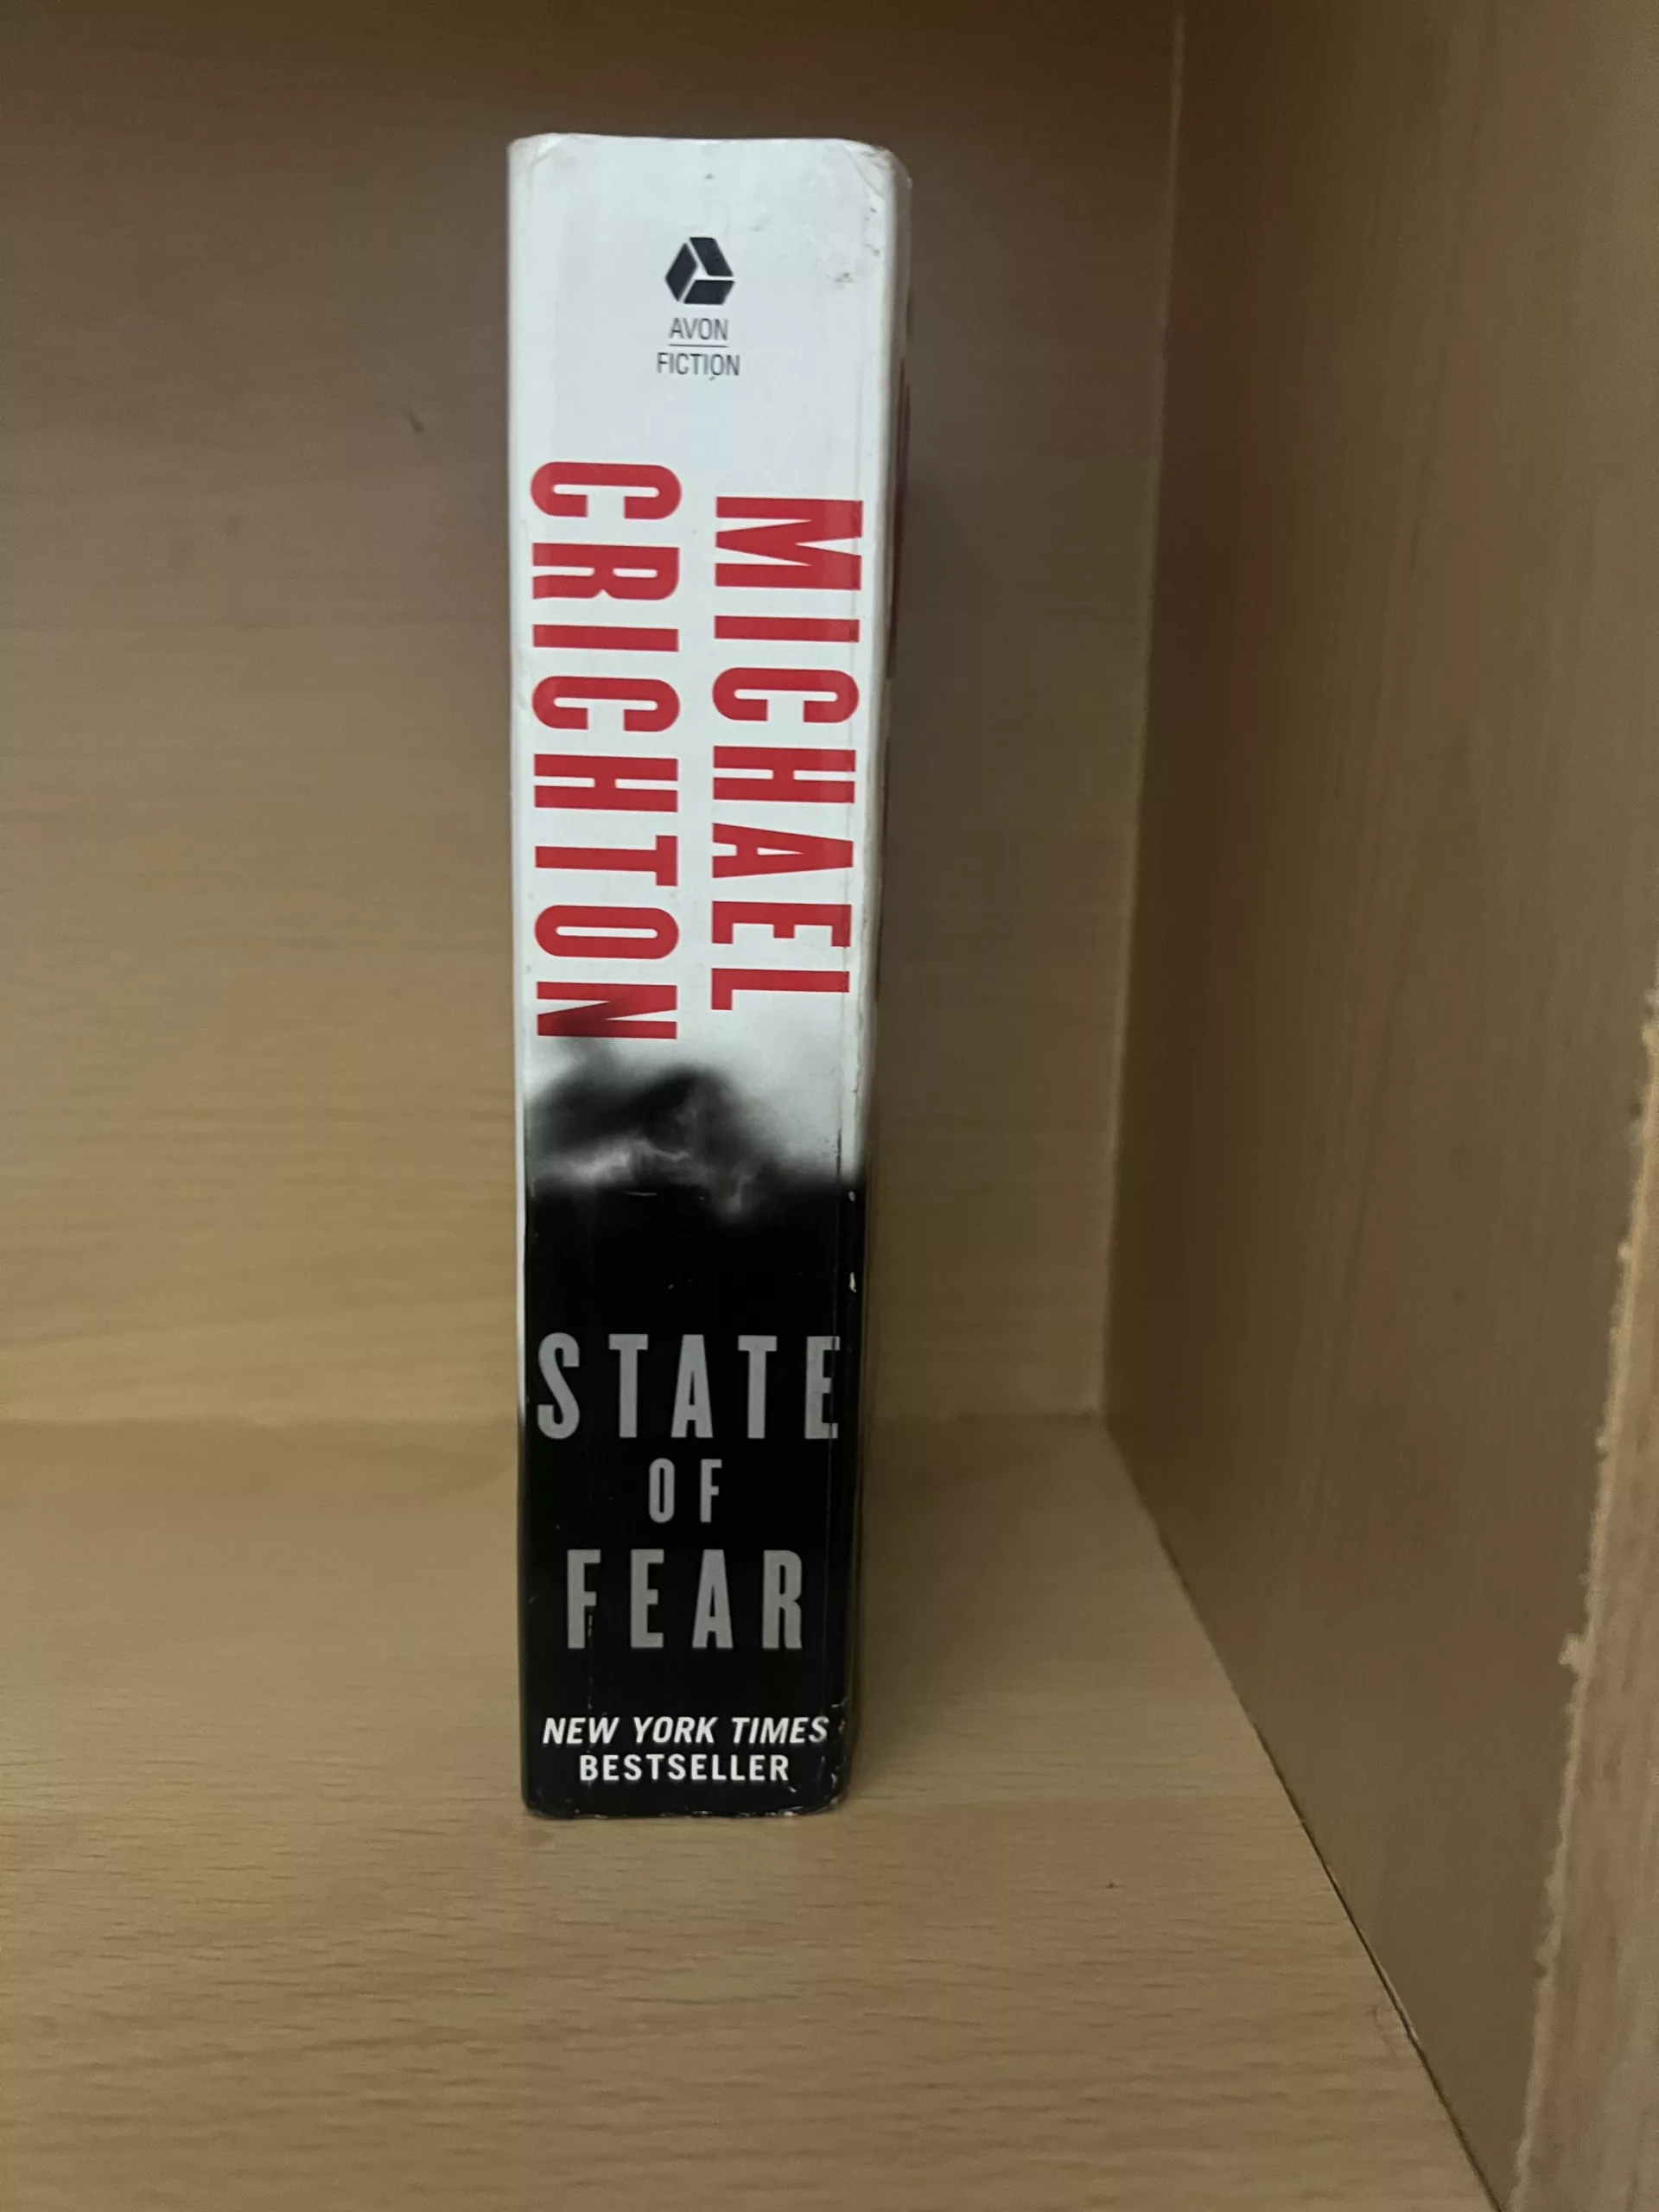 AVON
FICTION
MICHAEL
CRICHTON
STATE
OF
FEAR
NEW YORK TIMES
BESTSELLER